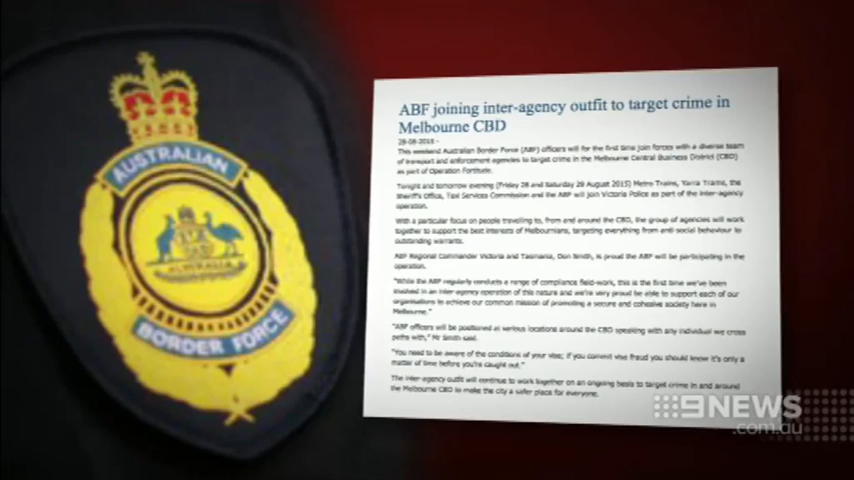 AUSTRALIAN
AUSTRALIA
BORDER FORCE
ABF joining inter-agency outfit to target crime in
Melbourne CBD
This weekend Australian Border Force (ABF) officers will for the first time join forces with a diverse team
of transport and enforcement agencies to target crime in the Melbourne Central Business District (CBD)
as part of Operation Fortitude.
Tonight and tomorrow evening (Friday 28 and Saturday 29 August 2015) Metro Trains, Yarra Trams, the
Sheriff's Office, Taxi Services Commission and the ABF will join Victoria Police as part of the inter-agency
operation.
With a particular focus on people travelling to, from and around the CBD, the group of agencies will work
together to support the best interests of Melbournians, targeting everything from anti-social behaviour to
outstanding warrants.
ABF Regional Commander Victoria and Tasmania, Don Smith, is proud the ABF will be participating in the
operation.
"While the ABF regularly conducts a range of compliance field-work, this is the first time we've been
involved in an inter-agency operation of this nature and we're very proud be able to support each of our
organisations to achieve our common mission of promoting a secure and cohesive society here in
Melbourne."
"ABF officers will be positioned at various locations around the CBD speaking with any individual we cross
paths with," Mr Smith said.
"You need to be aware of the conditions of your visa; if you commit visa fraud you should know it's only a
matter of time before you're caught out."
The inter-agency outfit will continue to work together on an ongoing basis to target crime in and around
the Melbourne CBD to make the city a safer place for everyone.
9NEWS
.com.au